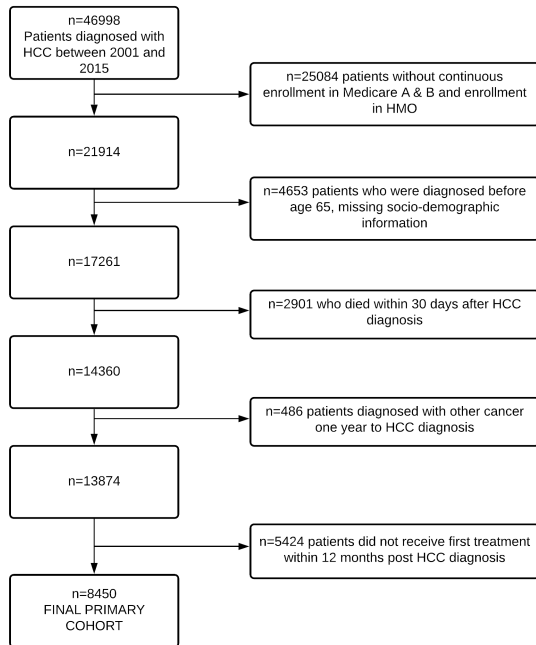 n=46998
Patients diagnosed with
HCC between 2001 and
2015
n=25084 patients without continuous
enrollment in Medicare A & B and enrollment
in HMO
n=21914
n=4653 patients who were diagnosed before
age 65, missing socio-demographic
information
n=17261
n=2901 who died within 30 days after HCC
diagnosis
n=14360
n=486 patients diagnosed with other cancer
one year to HCC diagnosis
n=13874
n=5424 patients did not receive first treatment
within 12 months post HCC diagnosis
n=8450
FINAL PRIMARY
COHORT